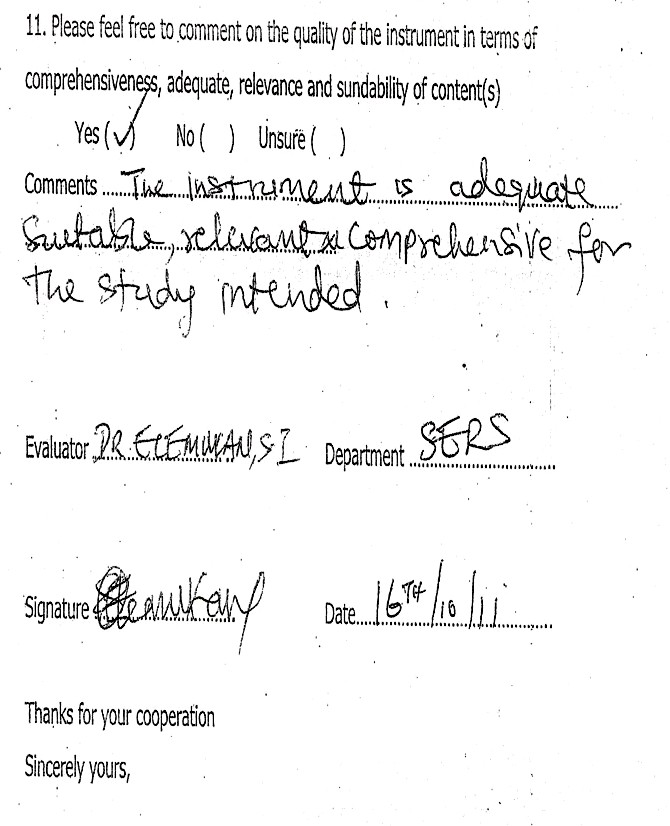 11. Please feel free to comment on the quality of the instrument in terms of
comprehensiveness, adequate, relevance and sundability of content(s)
Yes (✓) No ( ) Unsure ( )
Comments ......The instrument is adequate
Suitable, relevant & Comprehensive for
the study intended.
Evaluator DR. ELEMUKAN, S I Department SERS
Signature Date 16TH/10/11
Thanks for your cooperation
Sincerely yours,